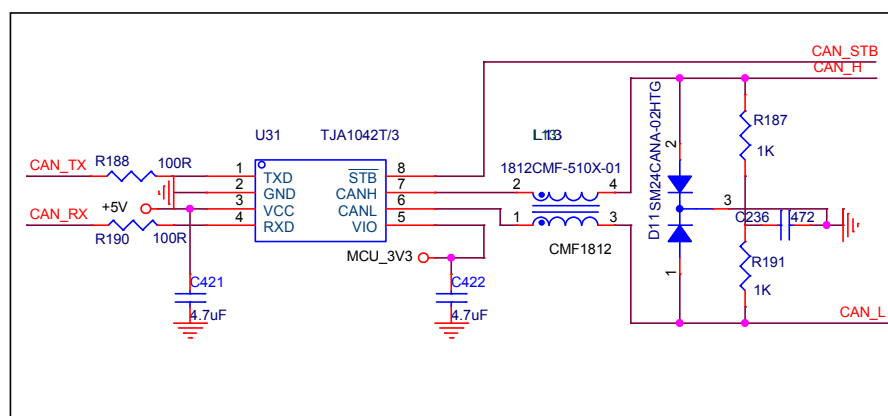 CAN_STB
CAN_H
U31 TJA1042T/3
R187
1K
CAN_TX R188 100R
1 TXD STB 8
2 GND CANH 7
3 VCC CANL 6
4 RXD VIO 5
CAN_RX +5V
R190 100R
1812CMF-510X-01
2 4
1 3
CMF1812
D11 SM24CANA-02HTG
2
3
1
C236 472
MCU_3V3
R191
1K
C421
4.7uF
C422
4.7uF
CAN_L